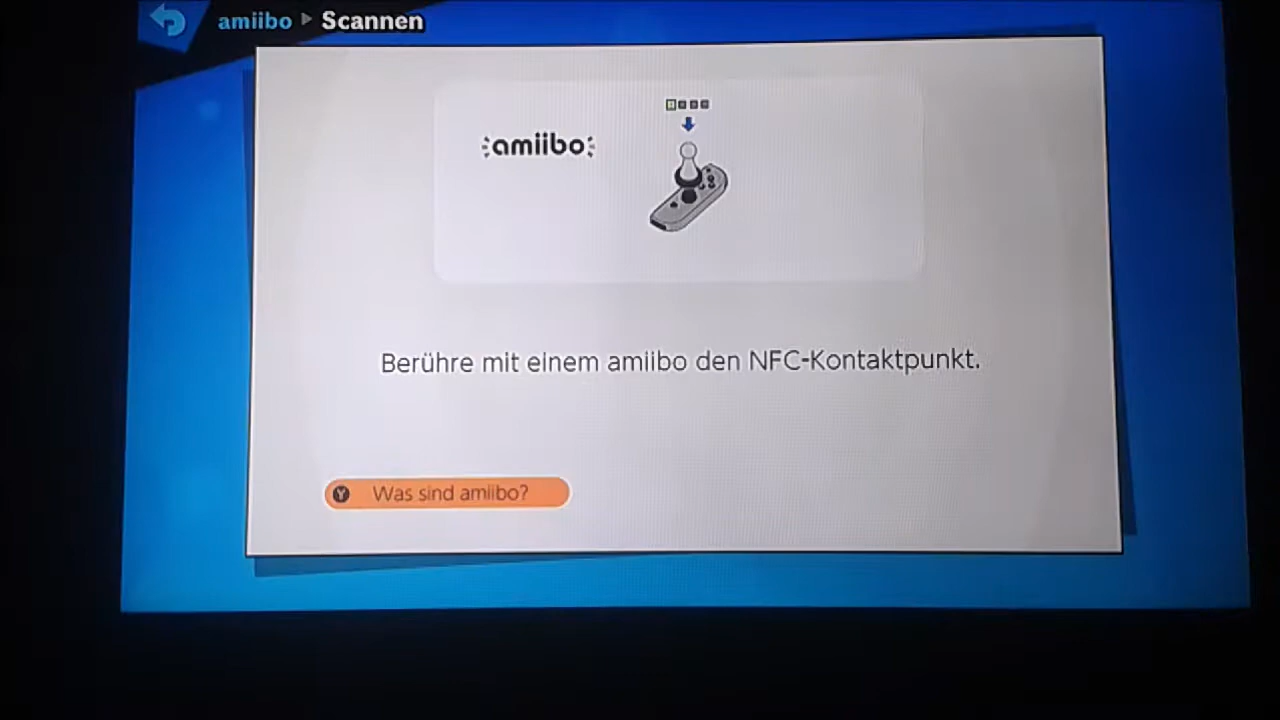 amiibo ▶ Scannen
amiibo
Berühre mit einem amiibo den NFC-Kontaktpunkt.
Y Was sind amiibo?